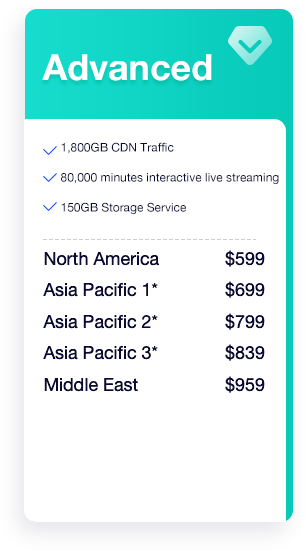 Advanced
1,800GB CDN Traffic
80,000 minutes interactive live streaming
150GB Storage Service
North America $599
Asia Pacific 1* $699
Asia Pacific 2* $799
Asia Pacific 3* $839
Middle East $959